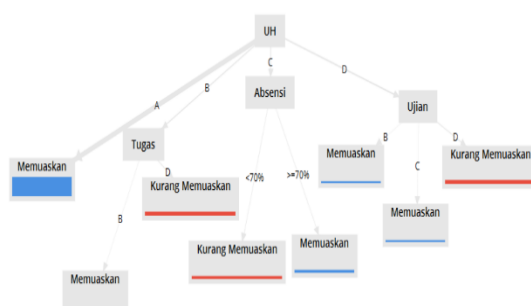 UH
A
B
C
D
Absensi
Ujian
Tugas
Memuaskan
D
Kurang Memuaskan
B
Memuaskan
<70%
>=70%
Kurang Memuaskan
Memuaskan
B
C
D
Memuaskan
Memuaskan
Kurang Memuaskan